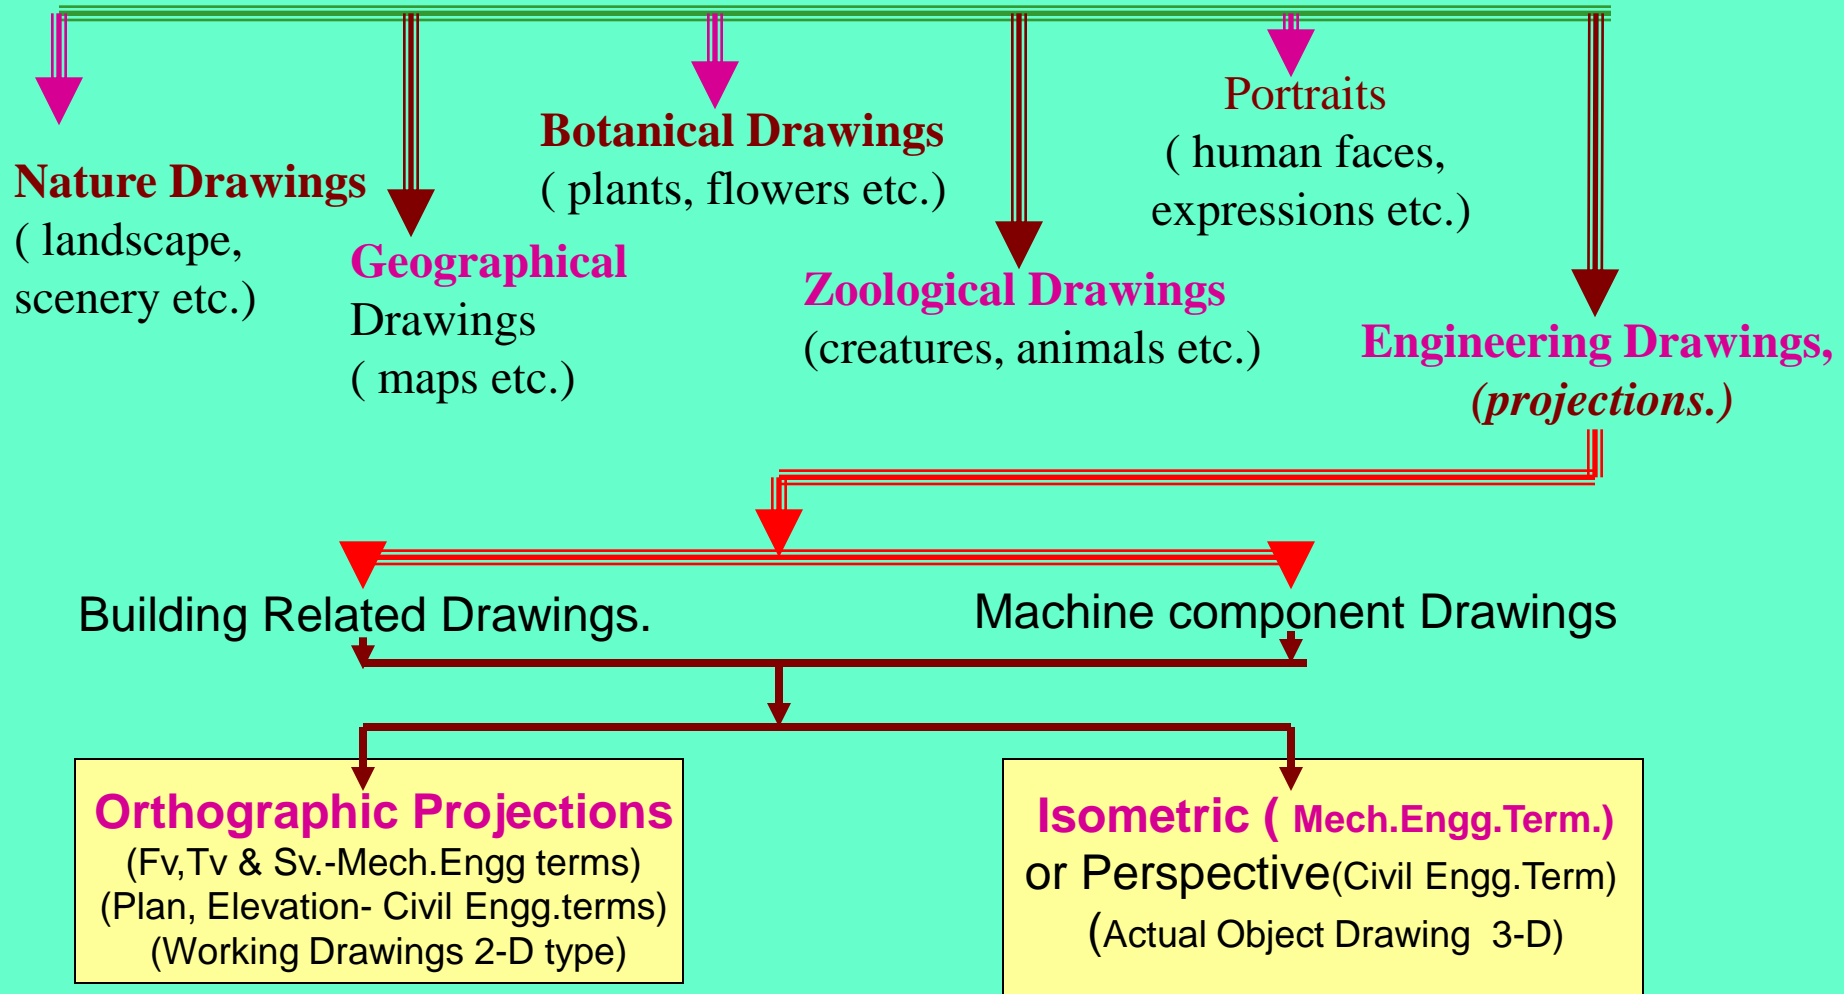 Nature Drawings
( landscape,
scenery etc.)
Geographical
Drawings
( maps etc.)
Botanical Drawings
( plants, flowers etc.)
Zoological Drawings
(creatures, animals etc.)
Portraits
( human faces,
expressions etc.)
Engineering Drawings,
(projections.)
Building Related Drawings.
Machine component Drawings
Orthographic Projections
(Fv,Tv & Sv.-Mech.Engg terms)
(Plan, Elevation- Civil Engg.terms)
(Working Drawings 2-D type)
Isometric ( Mech.Engg.Term.)
or Perspective(Civil Engg.Term)
(Actual Object Drawing 3-D)